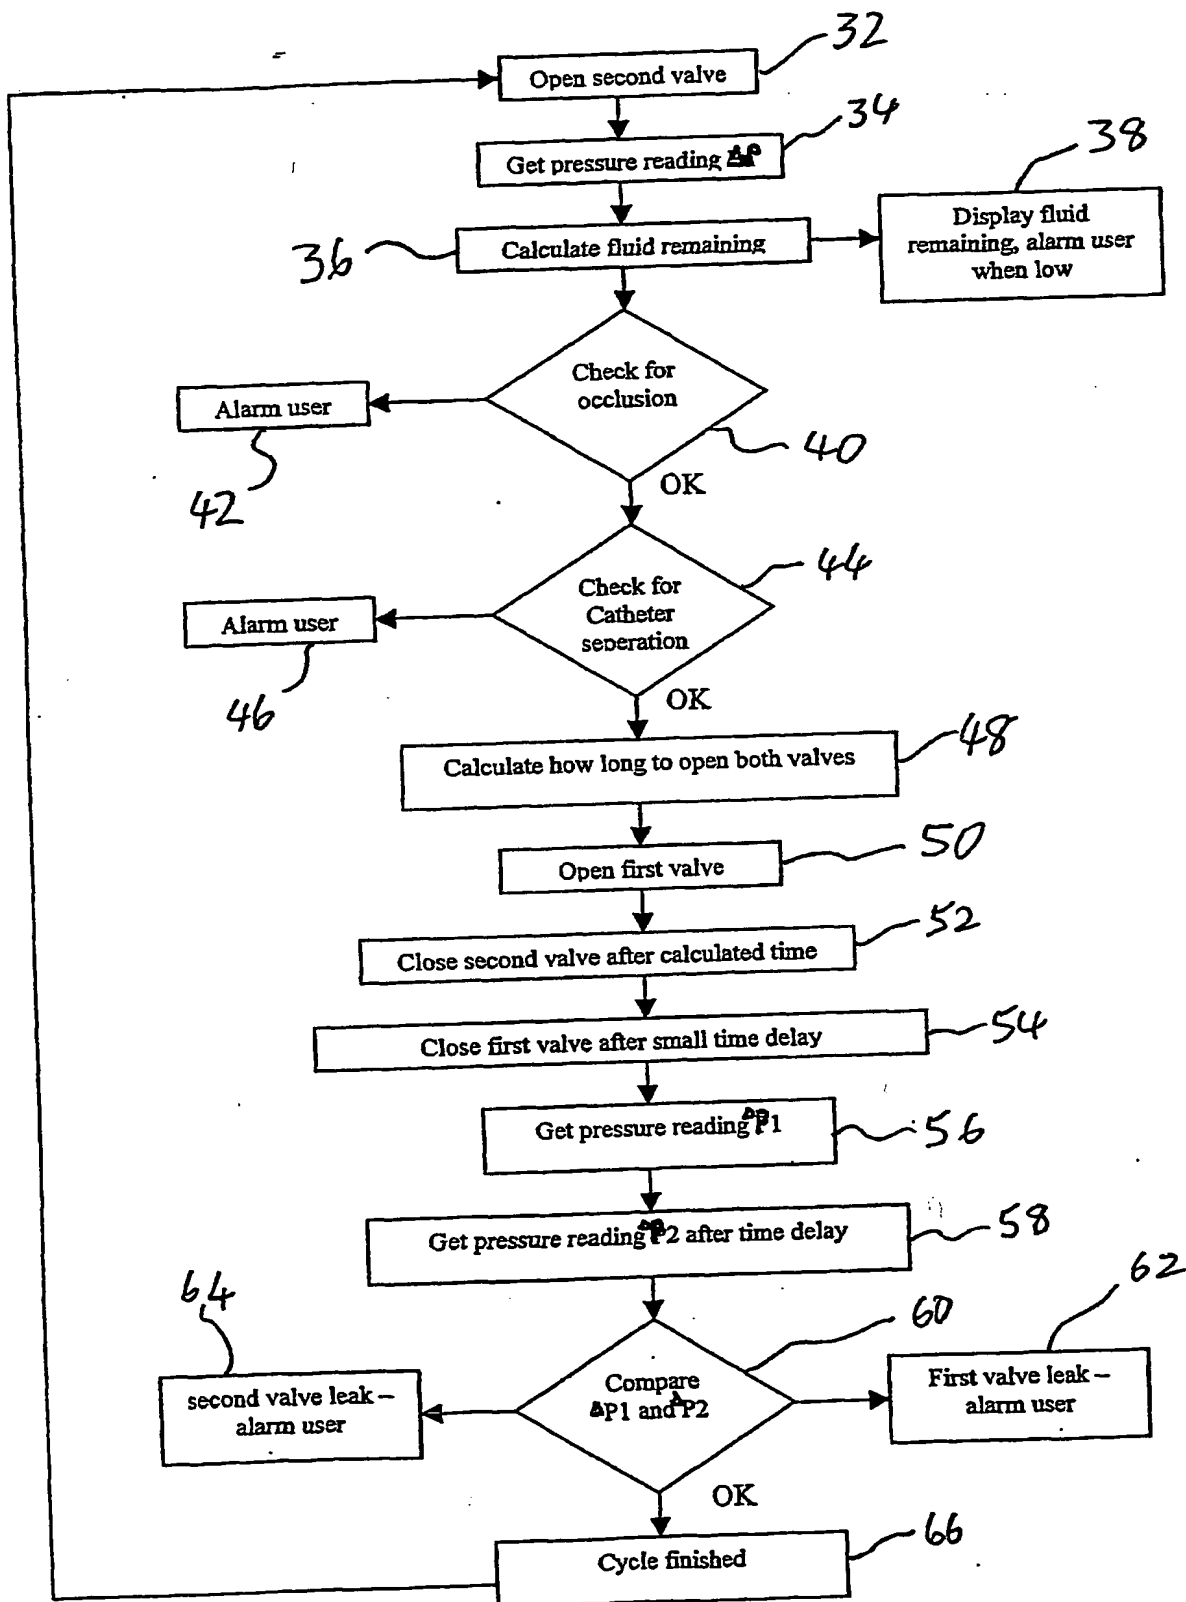 32
Open second valve
34
Get pressure reading ΔP
38
Display fluid
remaining, alarm user
when low
36
Calculate fluid remaining
Check for
occlusion
Alarm user
40
42
OK
44
Check for
Catheter
seperation
Alarm user
46
OK
48
Calculate how long to open both valves
50
Open first valve
52
Close second valve after calculated time
54
Close first valve after small time delay
Get pressure reading ΔP1
56
58
Get pressure reading ΔP2 after time delay
62
64
60
First valve leak –
alarm user
Compare
ΔP1 and ΔP2
second valve leak –
alarm user
OK
66
Cycle finished